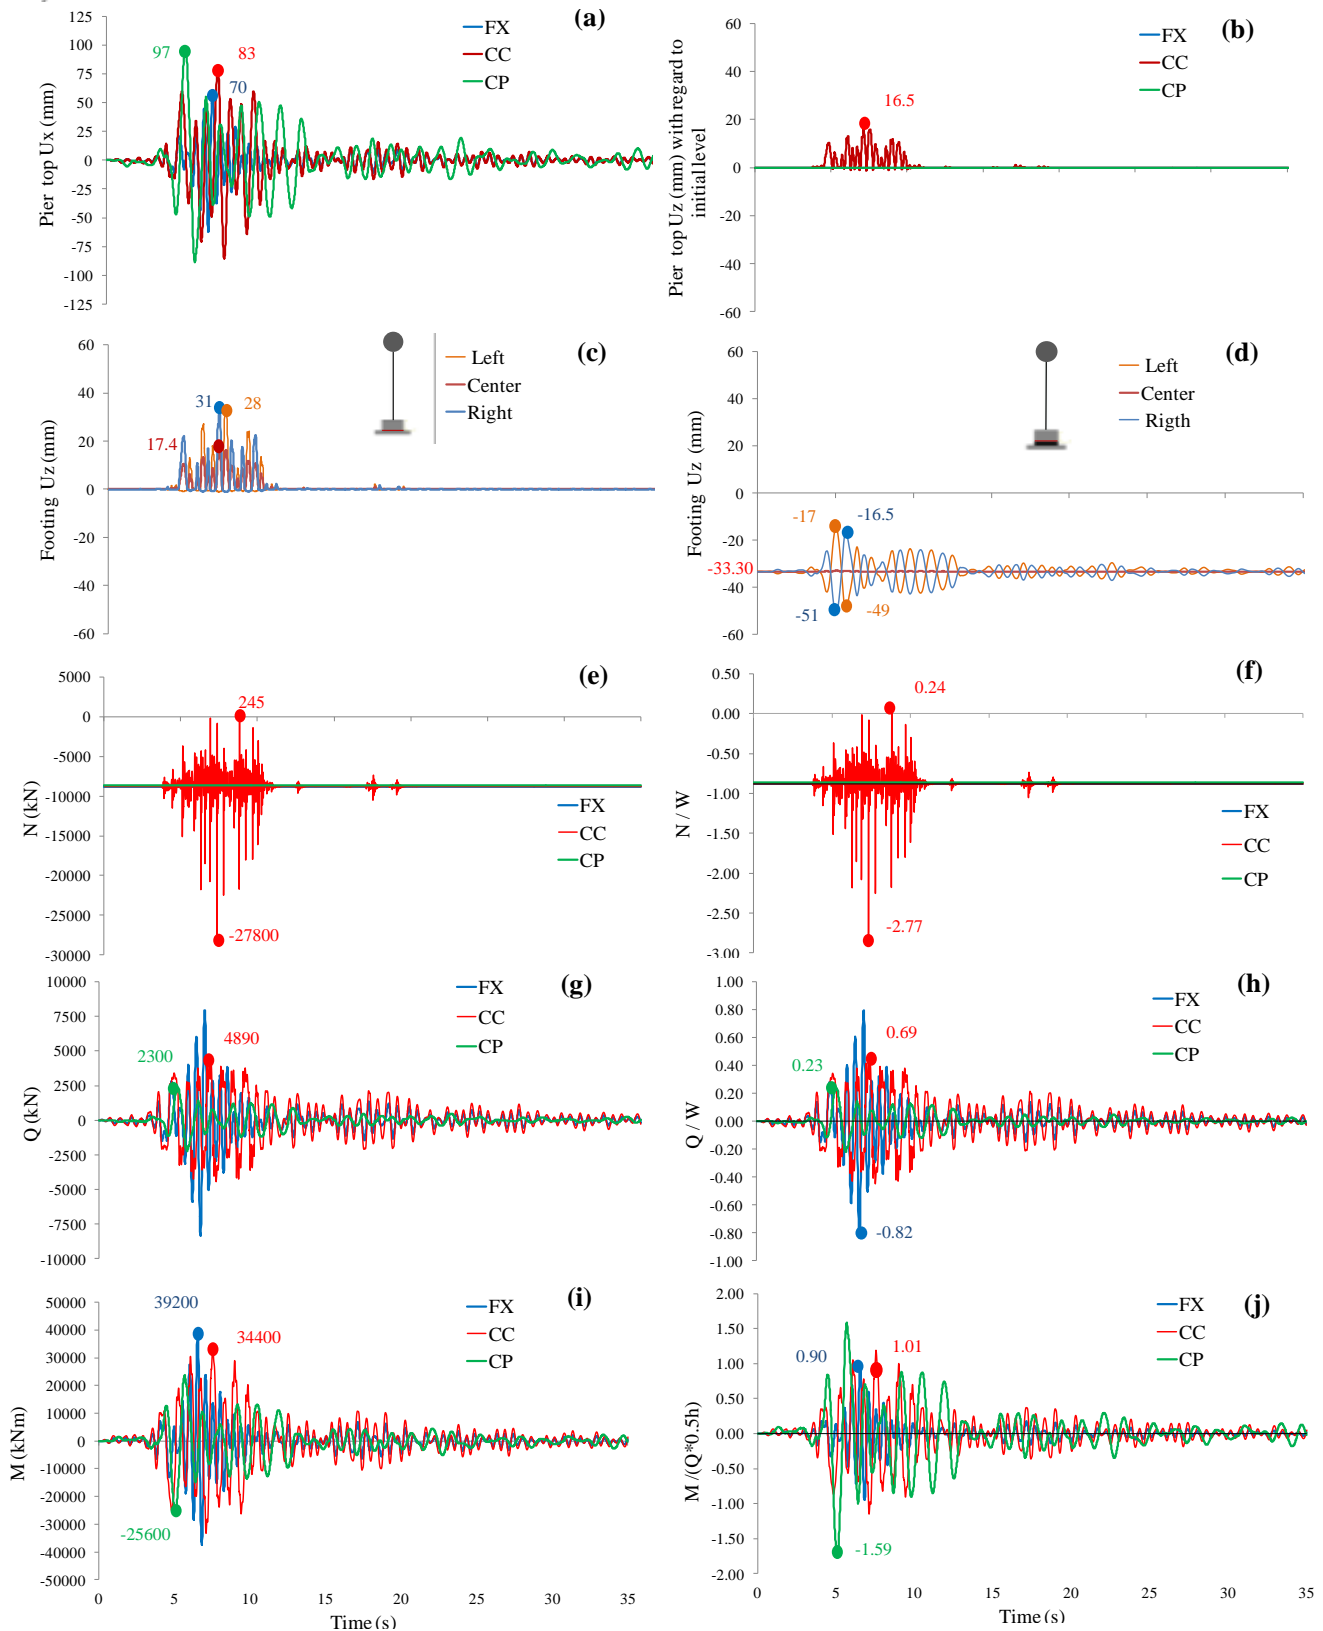 (a)
125
100
75
50
25
0
-25
-50
-75
-100
-125
Pier top Ux (mm)
FX
CC
CP
97
83
70
(b)
60
40
20
0
-20
-40
-60
Pier top Uz (mm) with regard to
initial level
FX
CC
CP
16.5
(c)
60
40
20
0
-20
-40
-60
Footing Uz (mm)
Left
Center
Right
31
28
17.4
(d)
60
40
20
0
-20
-40
-60
Footing Uz (mm)
Left
Center
Rigth
-17
-16.5
-33.30
-51
-49
(e)
5000
0
-5000
-10000
-15000
-20000
-25000
-30000
N (kN)
FX
CC
CP
245
-27800
(f)
0.50
0.00
-0.50
-1.00
-1.50
-2.00
-2.50
-3.00
N / W
FX
CC
CP
0.24
-2.77
(g)
10000
7500
5000
2500
0
-2500
-5000
-7500
-10000
Q (kN)
FX
CC
CP
2300
4890
(h)
1.00
0.80
0.60
0.40
0.20
0.00
-0.20
-0.40
-0.60
-0.80
-1.00
Q / W
FX
CC
CP
0.23
0.69
-0.82
(i)
50000
40000
30000
20000
10000
0
-10000
-20000
-30000
-40000
-50000
M (kNm)
FX
CC
CP
39200
34400
-25600
0
5
10
15
20
25
30
35
Time (s)
(j)
2.00
1.50
1.00
0.50
0.00
-0.50
-1.00
-1.50
-2.00
M /(Q*0.5h)
FX
CC
CP
0.90
1.01
-1.59
0
5
10
15
20
25
30
35
Time (s)